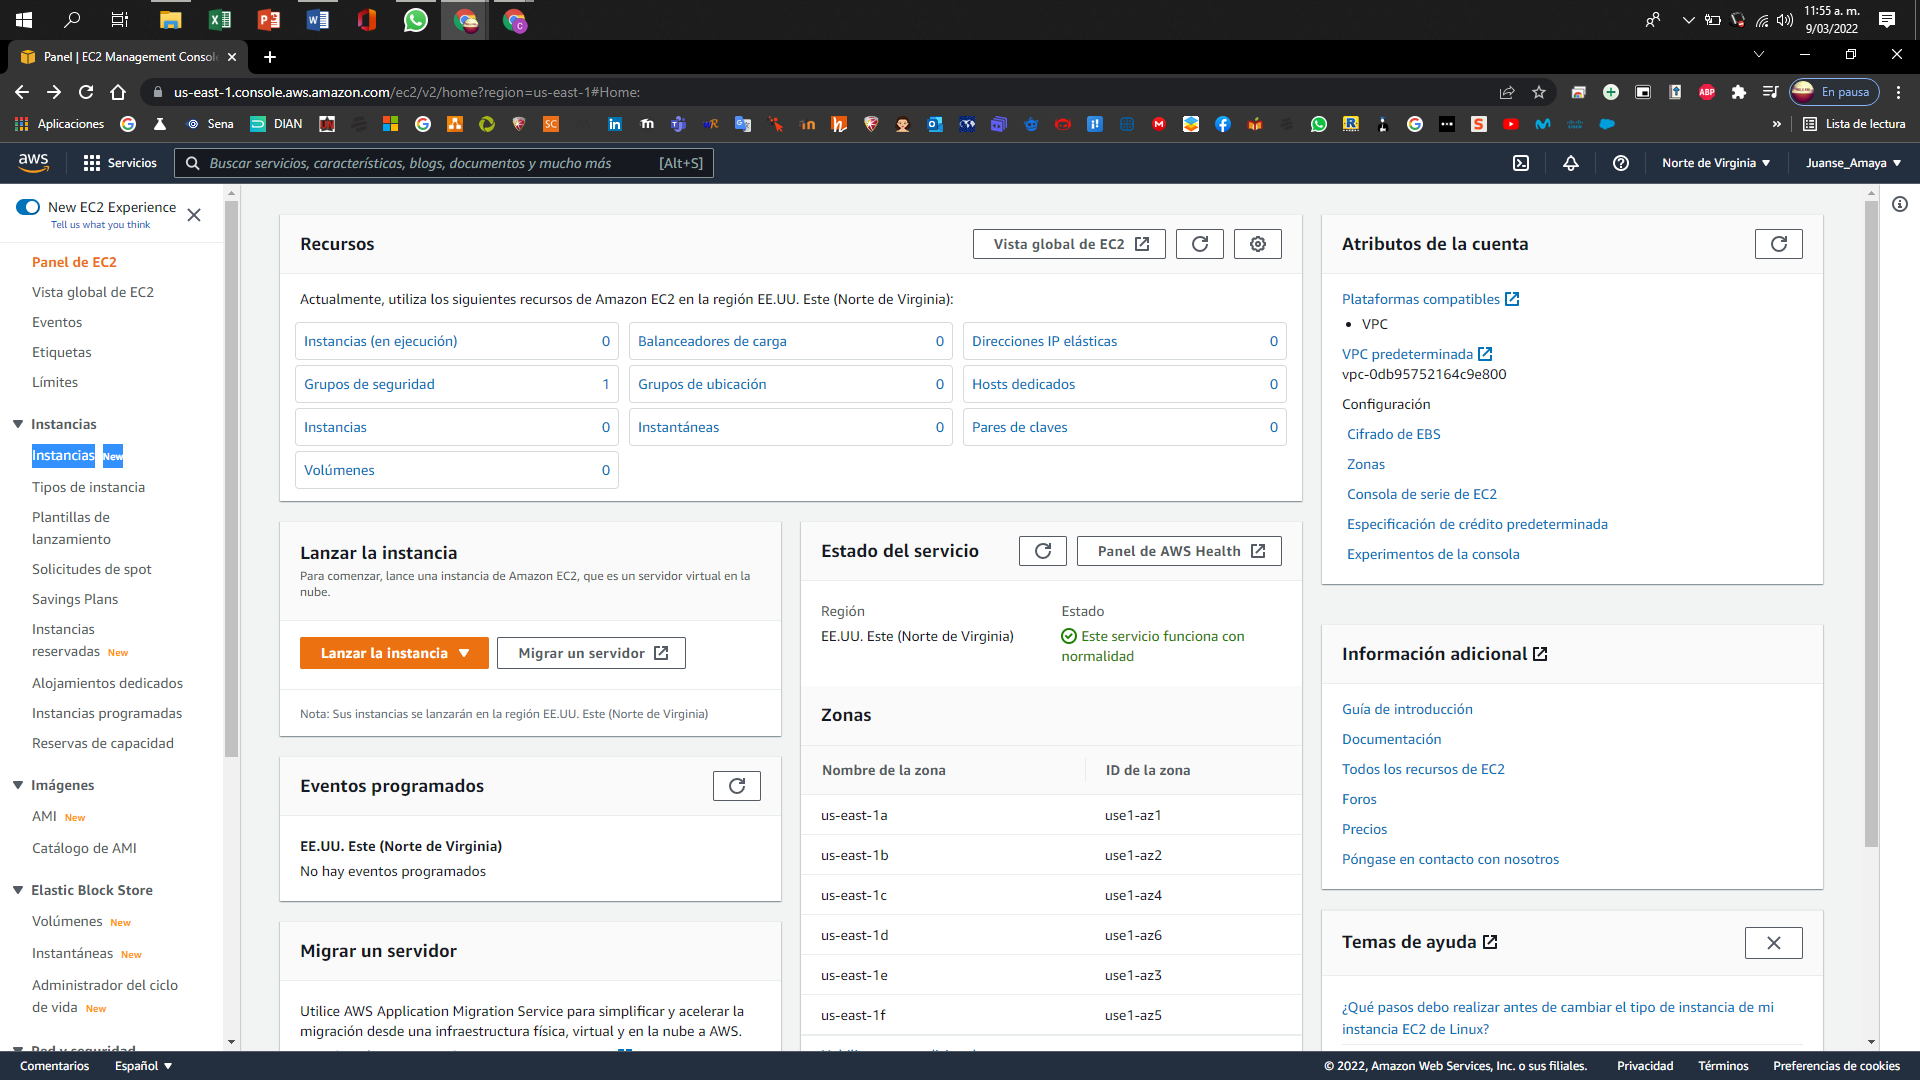 11:55 a. m.
9/03/2022
Panel | EC2 Management Consol
us-east-1.console.aws.amazon.com/ec2/v2/home?region=us-east-1#Home:
ABP
En pausa
Aplicaciones
Sena
DIAN
SC
Lista de lectura
aws
Servicios
Buscar servicios, características, blogs, documentos y mucho más
[Alt+S]
Norte de Virginia
Juanse_Amaya
New EC2 Experience
Tell us what you think
Panel de EC2
Vista global de EC2
Eventos
Etiquetas
Límites
Instancias
Instancias New
Tipos de instancia
Plantillas de
lanzamiento
Solicitudes de spot
Savings Plans
Instancias
reservadas New
Alojamientos dedicados
Instancias programadas
Reservas de capacidad
Imágenes
AMI New
Catálogo de AMI
Elastic Block Store
Volúmenes New
Instantáneas New
Administrador del ciclo
de vida New
Red y seguridad
Recursos
Vista global de EC2
Actualmente, utiliza los siguientes recursos de Amazon EC2 en la región EE.UU. Este (Norte de Virginia):
Instancias (en ejecución) 0
Balanceadores de carga 0
Direcciones IP elásticas 0
Grupos de seguridad 1
Grupos de ubicación 0
Hosts dedicados 0
Instancias 0
Instantáneas 0
Pares de claves 0
Volúmenes 0
Lanzar la instancia
Para comenzar, lance una instancia de Amazon EC2, que es un servidor virtual en la
nube.
Lanzar la instancia
Migrar un servidor
Nota: Sus instancias se lanzarán en la región EE.UU. Este (Norte de Virginia)
Eventos programados
EE.UU. Este (Norte de Virginia)
No hay eventos programados
Migrar un servidor
Utilice AWS Application Migration Service para simplificar y acelerar la
migración desde una infraestructura física, virtual y en la nube a AWS.
Estado del servicio
Panel de AWS Health
Región
Estado
EE.UU. Este (Norte de Virginia)
Este servicio funciona con
normalidad
Zonas
Nombre de la zona
ID de la zona
us-east-1a use1-az1
us-east-1b use1-az2
us-east-1c use1-az4
us-east-1d use1-az6
us-east-1e use1-az3
us-east-1f use1-az5
Atributos de la cuenta
Plataformas compatibles
VPC
VPC predeterminada
vpc-0db95752164c9e800
Configuración
Cifrado de EBS
Zonas
Consola de serie de EC2
Especificación de crédito predeterminada
Experimentos de la consola
Información adicional
Guía de introducción
Documentación
Todos los recursos de EC2
Foros
Precios
Póngase en contacto con nosotros
Temas de ayuda
¿Qué pasos debo realizar antes de cambiar el tipo de instancia de mi
instancia EC2 de Linux?
Comentarios
Español
© 2022, Amazon Web Services, Inc. o sus filiales.
Privacidad
Términos
Preferencias de cookies